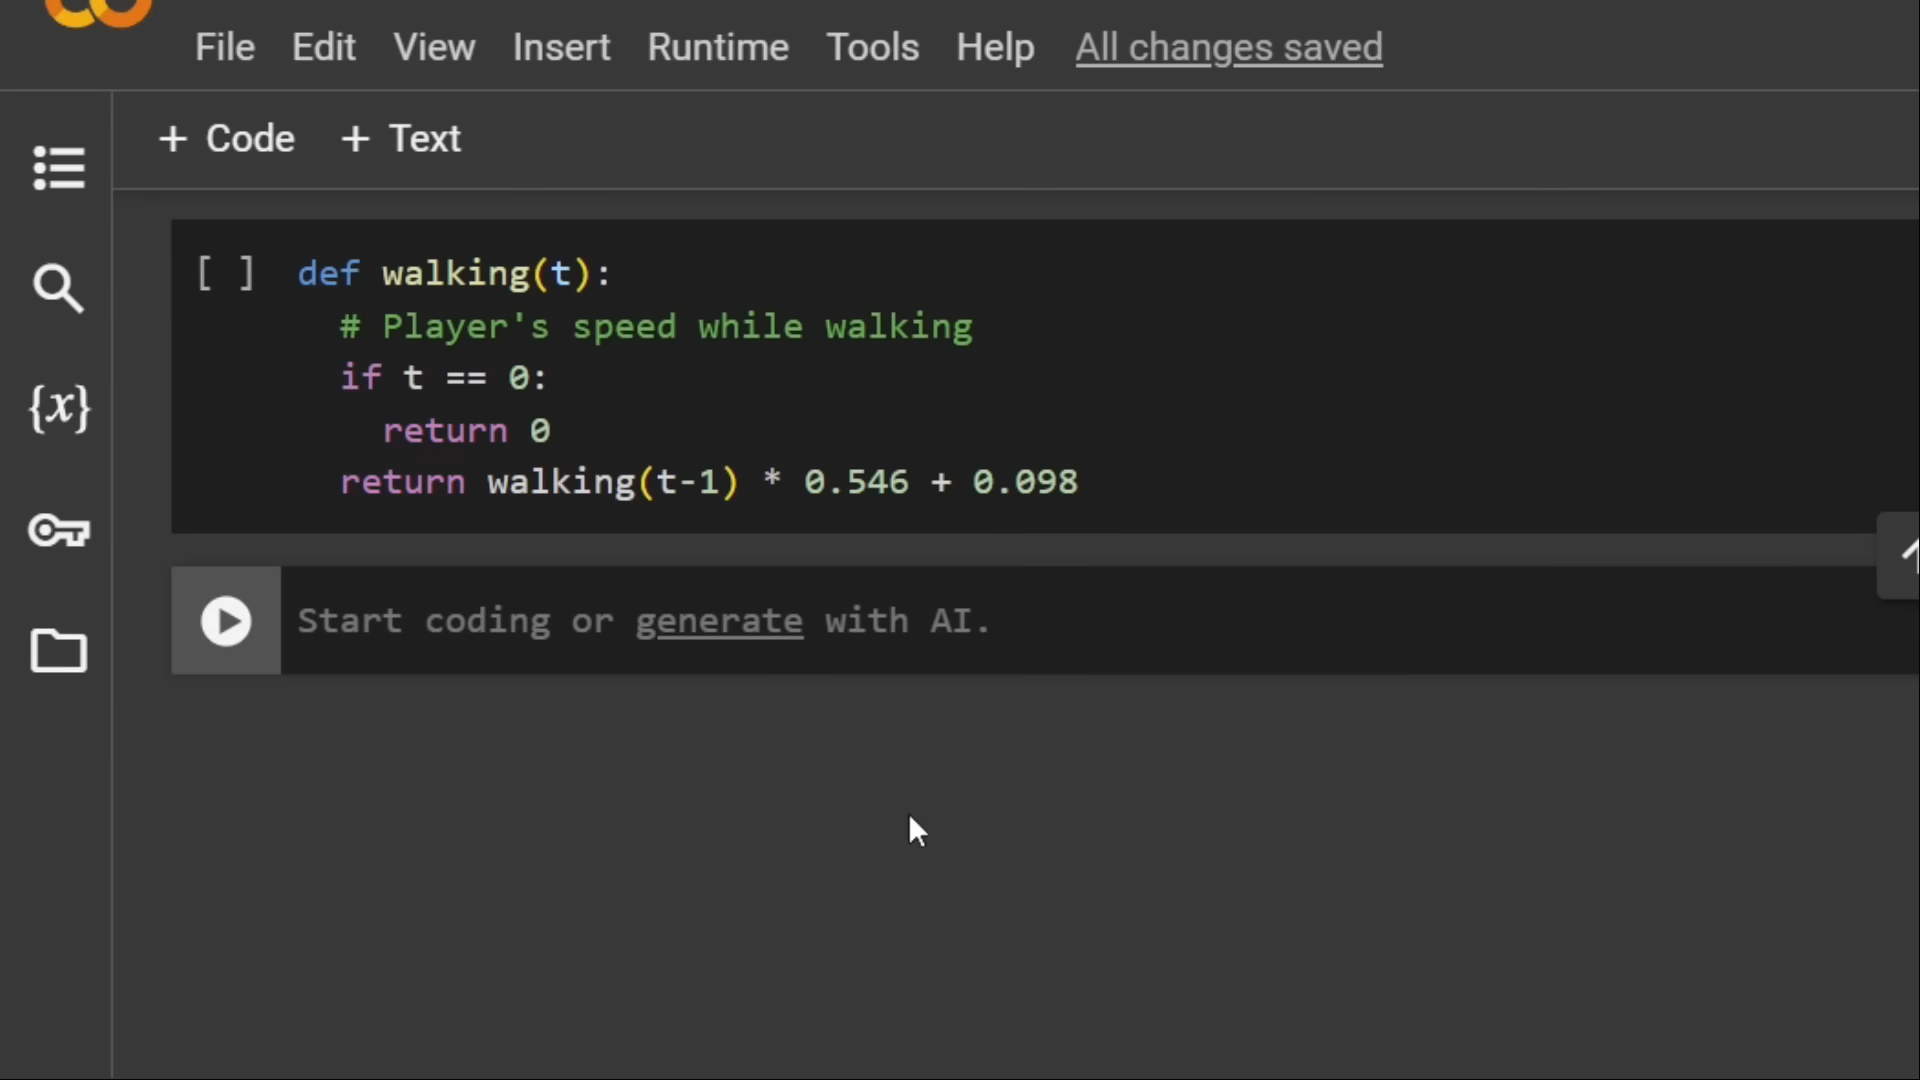 File Edit View Insert Runtime Tools Help All changes saved
+ Code + Text
{x}
[ ] def walking(t):
# Player's speed while walking
if t == 0:
return 0
return walking(t-1) * 0.546 + 0.098
Start coding or generate with AI.